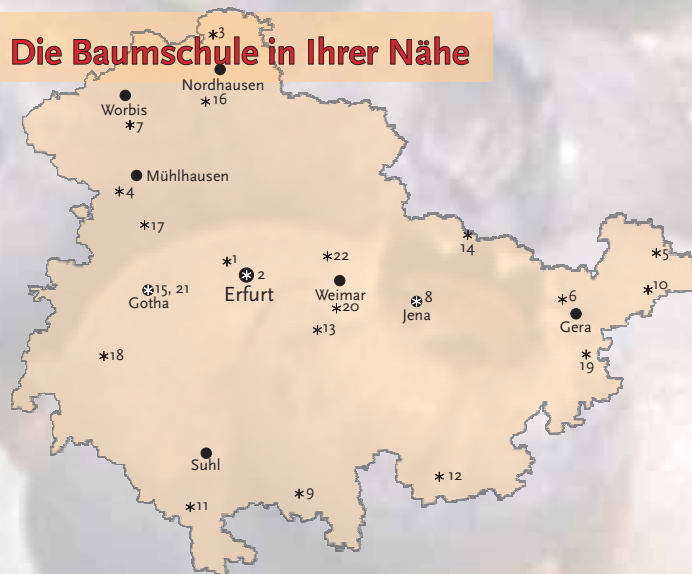 *3
Die Baumschule in Ihrer Nähe
Nordhausen
*16
Worbis
*7
Mühlhausen
*4
*17
14
*1
*22
*5
* 2
Erfurt
*15, 21
Gotha
Weimar
*20
*8
Jena
*10
*6
Gera
*13
*18
19
Suhl
*12
*9
*11